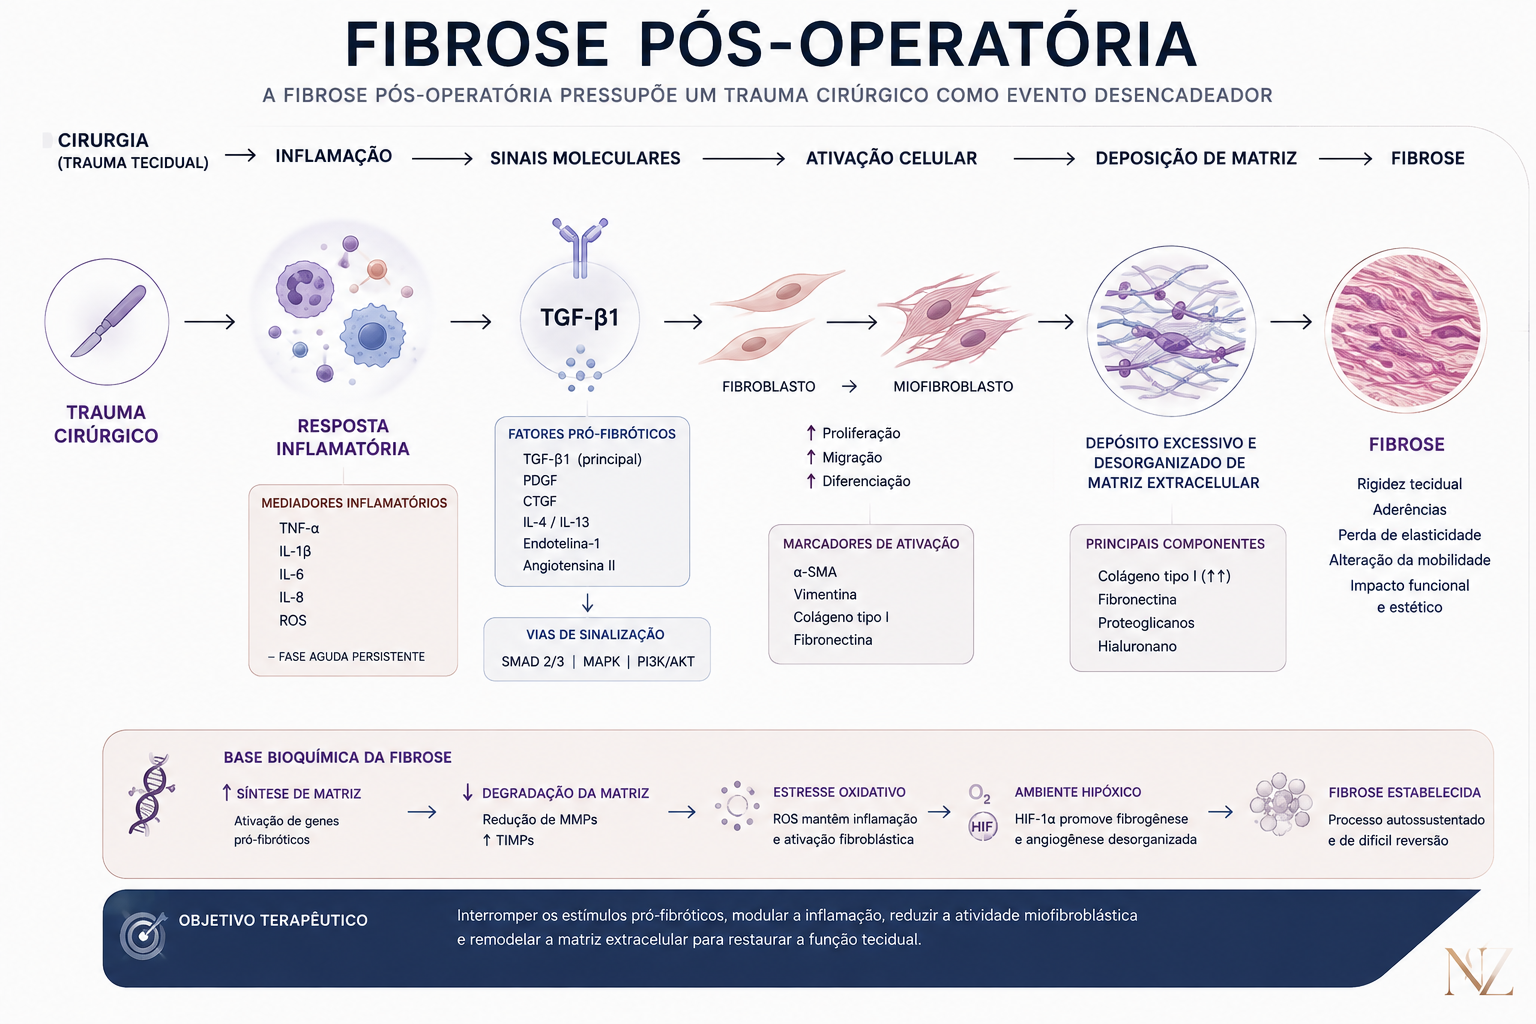 FIBROSE PÓS-OPERATÓRIA
A FIBROSE PÓS-OPERATÓRIA PRESSUPÕE UM TRAUMA CIRÚRGICO COMO EVENTO DESENCADEADOR
CIRURGIA
(TRAUMA TECIDUAL)
INFLAMAÇÃO
SINAIS MOLECULARES
ATIVAÇÃO CELULAR
DEPOSIÇÃO DE MATRIZ
FIBROSE
TRAUMA
CIRÚRGICO
RESPOSTA
INFLAMATÓRIA
MEDIADORES INFLAMATÓRIOS
TNF-α
IL-1β
IL-6
IL-8
ROS
– FASE AGUDA PERSISTENTE
TGF-β1
FATORES PRÓ-FIBRÓTICOS
TGF-β1 (principal)
PDGF
CTGF
IL-4 / IL-13
Endotelina-1
Angiotensina II
VIAS DE SINALIZAÇÃO
SMAD 2/3 | MAPK | PI3K/AKT
FIBROBLASTO → MIOFIBROBLASTO
↑ Proliferação
↑ Migração
↑ Diferenciação
MARCADORES DE ATIVAÇÃO
α-SMA
Vimentina
Colágeno tipo I
Fibronectina
DEPÓSITO EXCESSIVO E
DESORGANIZADO DE
MATRIZ EXTRACELULAR
PRINCIPAIS COMPONENTES
Colágeno tipo I (↑↑)
Fibronectina
Proteoglicanos
Hialuronano
FIBROSE
Rigidez tecidual
Aderências
Perda de elasticidade
Alteração da mobilidade
Impacto funcional
e estético
BASE BIOQUÍMICA DA FIBROSE
↑ SÍNTESE DE MATRIZ
Ativação de genes
pró-fibróticos
↓ DEGRADAÇÃO DA MATRIZ
Redução de MMPs
↑ TIMPs
ESTRESSE OXIDATIVO
ROS mantêm inflamação
e ativação fibroblástica
O2
HIF
AMBIENTE HIPÓXICO
HIF-1α promove fibrogênese
e angiogênese desorganizada
FIBROSE ESTABELECIDA
Processo autossustentado
e de difícil reversão
OBJETIVO TERAPÊUTICO
Interromper os estímulos pró-fibróticos, modular a inflamação, reduzir a atividade miofibroblástica
e remodelar a matriz extracelular para restaurar a função tecidual.
NZ